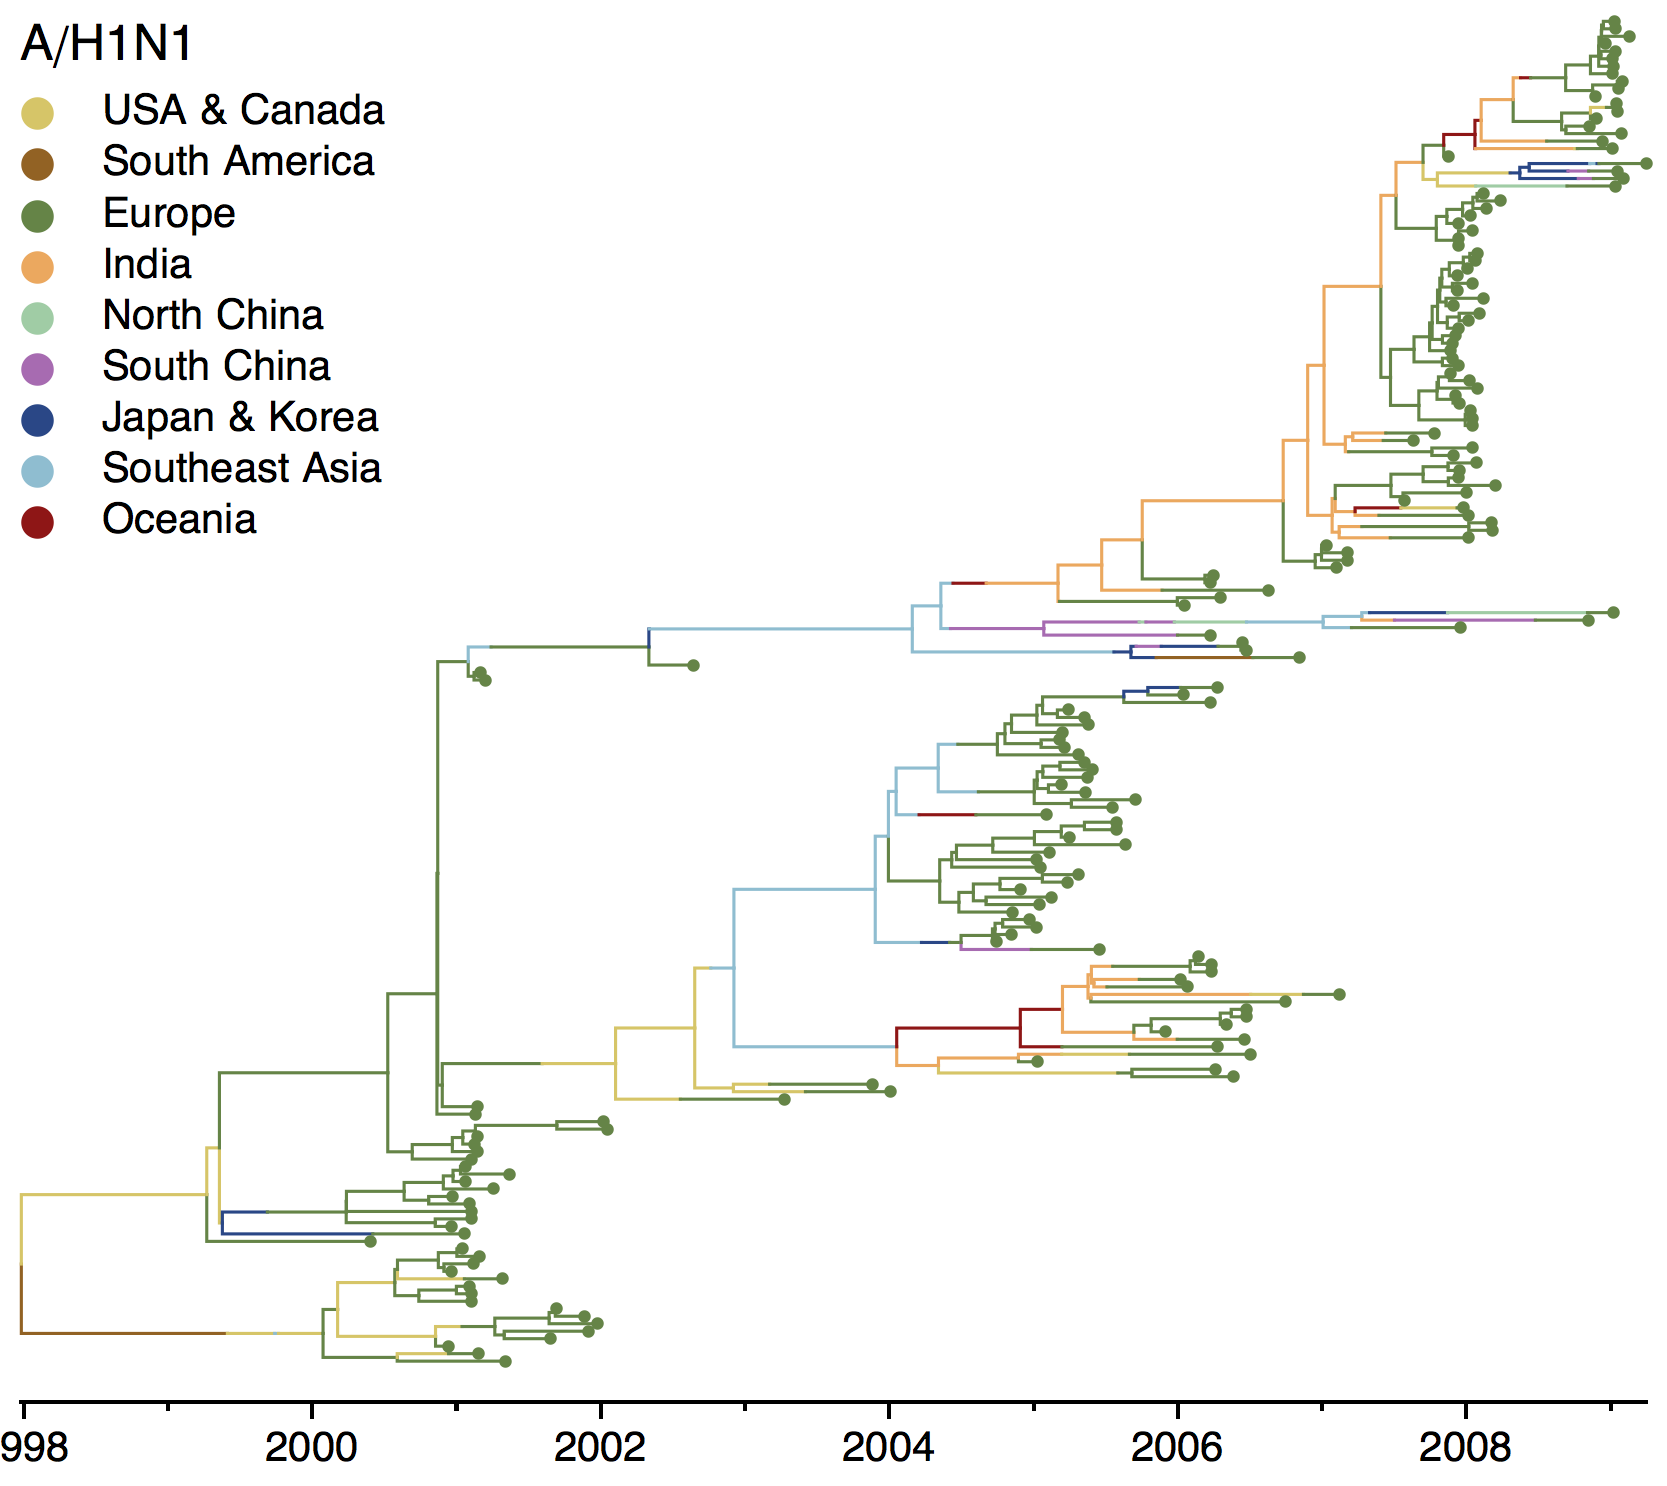 A/H1N1
USA & Canada
South America
Europe
India
North China
South China
Japan & Korea
Southeast Asia
Oceania
998 2000 2002 2004 2006 2008